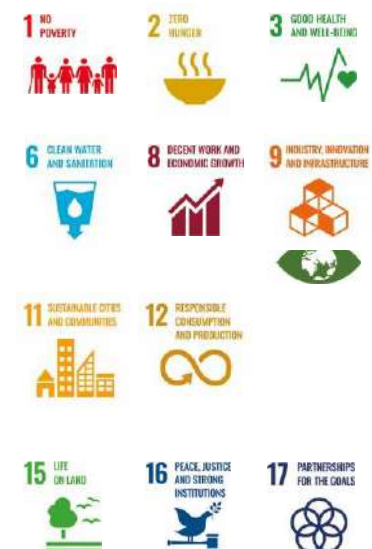 1 NO
POVERTY
2 ZERO
HUNGER
3 GOOD HEALTH
AND WELL-BEING
6 CLEAN WATER
AND SANITATION
8 DECENT WORK AND
ECONOMIC GROWTH
9 INDUSTRY, INNOVATION
AND INFRASTRUCTURE
11 SUSTAINABLE CITIES
AND COMMUNITIES
12 RESPONSIBLE
CONSUMPTION
AND PRODUCTION
15 LIFE
ON LAND
16 PEACE, JUSTICE
AND STRONG
INSTITUTIONS
17 PARTNERSHIPS
FOR THE GOALS